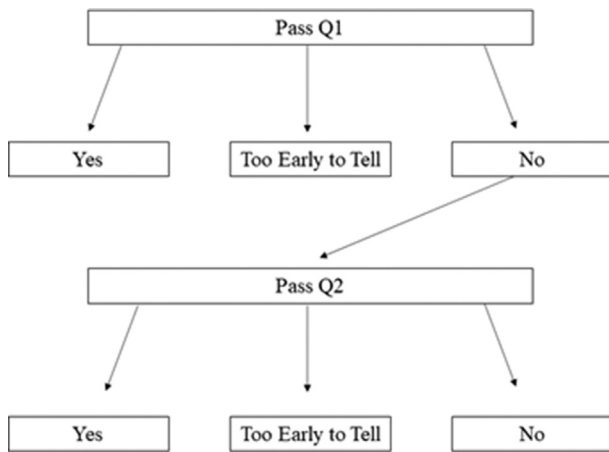 Pass Q1
Yes
Too Early to Tell
No
Pass Q2
Yes
Too Early to Tell
No